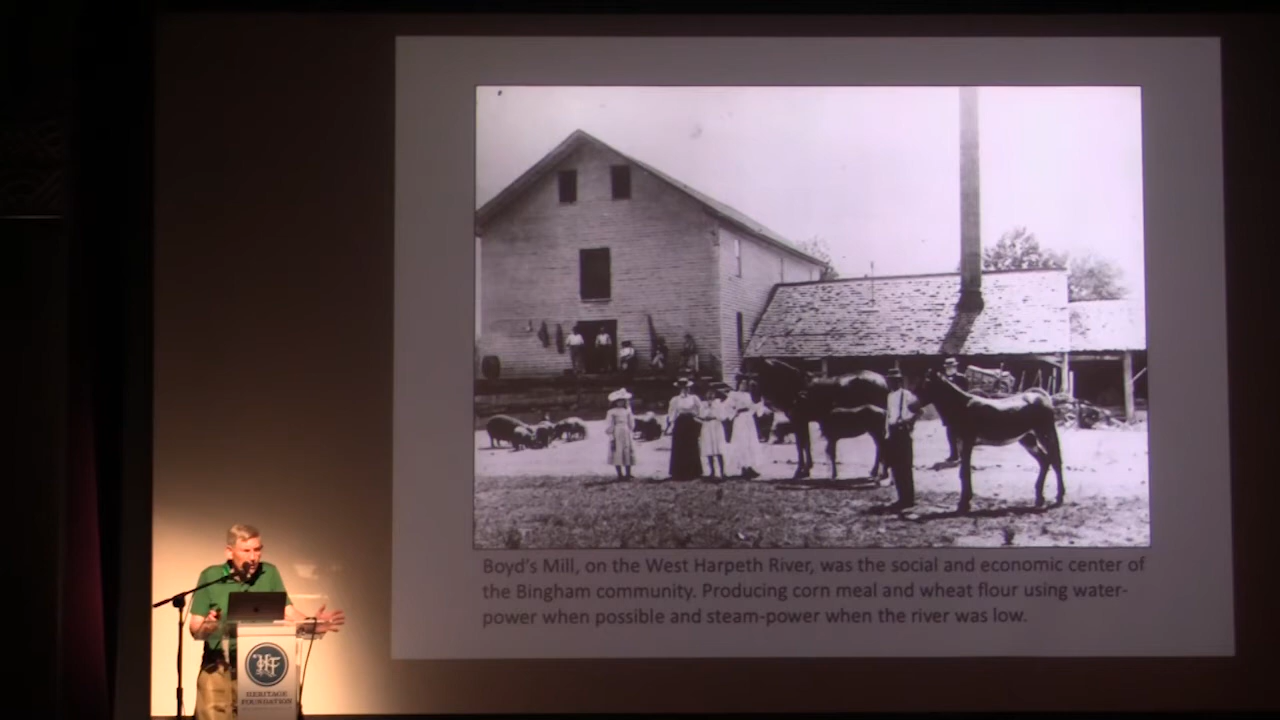 Boyd's Mill, on the West Harpeth River, was the social and economic center of
the Bingham community. Producing corn meal and wheat flour using water-
power when possible and steam-power when the river was low.
HF
HERITAGE
FOUNDATION